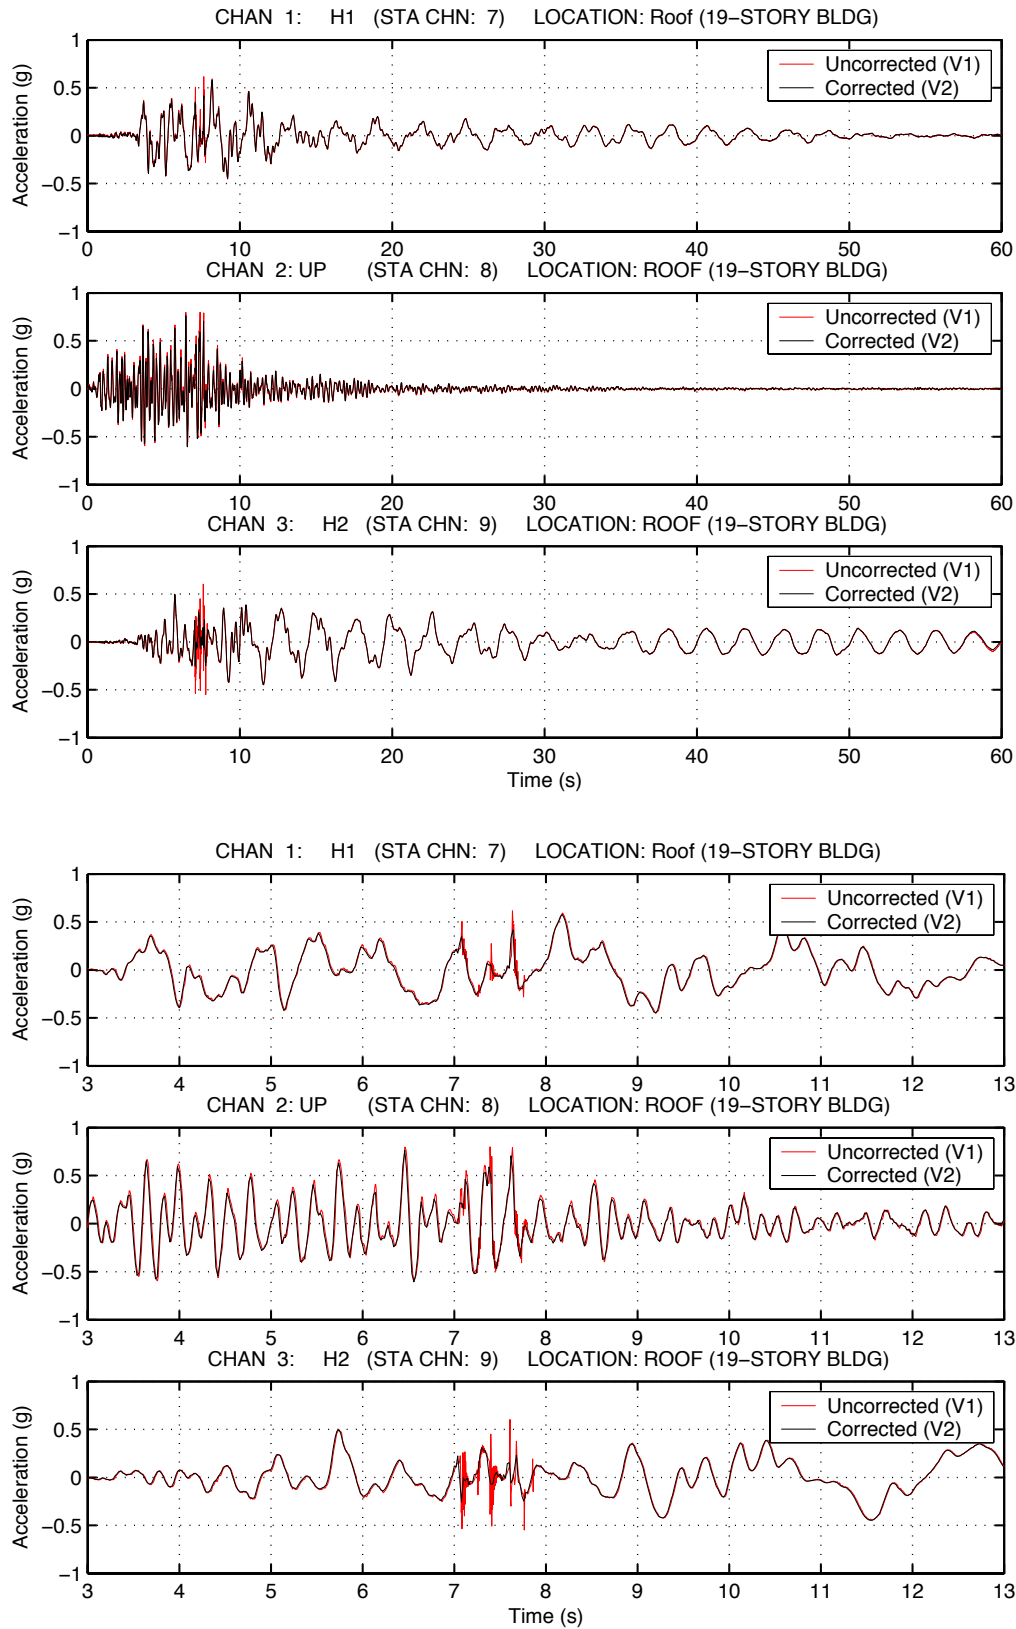 CHAN 1: H1 (STA CHN: 7) LOCATION: Roof (19−STORY BLDG)
1
0.5
0
−0.5
−1
Acceleration (g)
Uncorrected (V1)
Corrected (V2)
0 10 20 30 40 50 60
CHAN 2: UP (STA CHN: 8) LOCATION: ROOF (19−STORY BLDG)
1
0.5
0
−0.5
−1
Acceleration (g)
Uncorrected (V1)
Corrected (V2)
0 10 20 30 40 50 60
CHAN 3: H2 (STA CHN: 9) LOCATION: ROOF (19−STORY BLDG)
1
0.5
0
−0.5
−1
Acceleration (g)
Uncorrected (V1)
Corrected (V2)
0 10 20 30 40 50 60
Time (s)
CHAN 1: H1 (STA CHN: 7) LOCATION: Roof (19−STORY BLDG)
1
0.5
0
−0.5
−1
Acceleration (g)
Uncorrected (V1)
Corrected (V2)
3 4 5 6 7 8 9 10 11 12 13
CHAN 2: UP (STA CHN: 8) LOCATION: ROOF (19−STORY BLDG)
1
0.5
0
−0.5
−1
Acceleration (g)
Uncorrected (V1)
Corrected (V2)
3 4 5 6 7 8 9 10 11 12 13
CHAN 3: H2 (STA CHN: 9) LOCATION: ROOF (19−STORY BLDG)
1
0.5
0
−0.5
−1
Acceleration (g)
Uncorrected (V1)
Corrected (V2)
3 4 5 6 7 8 9 10 11 12 13
Time (s)